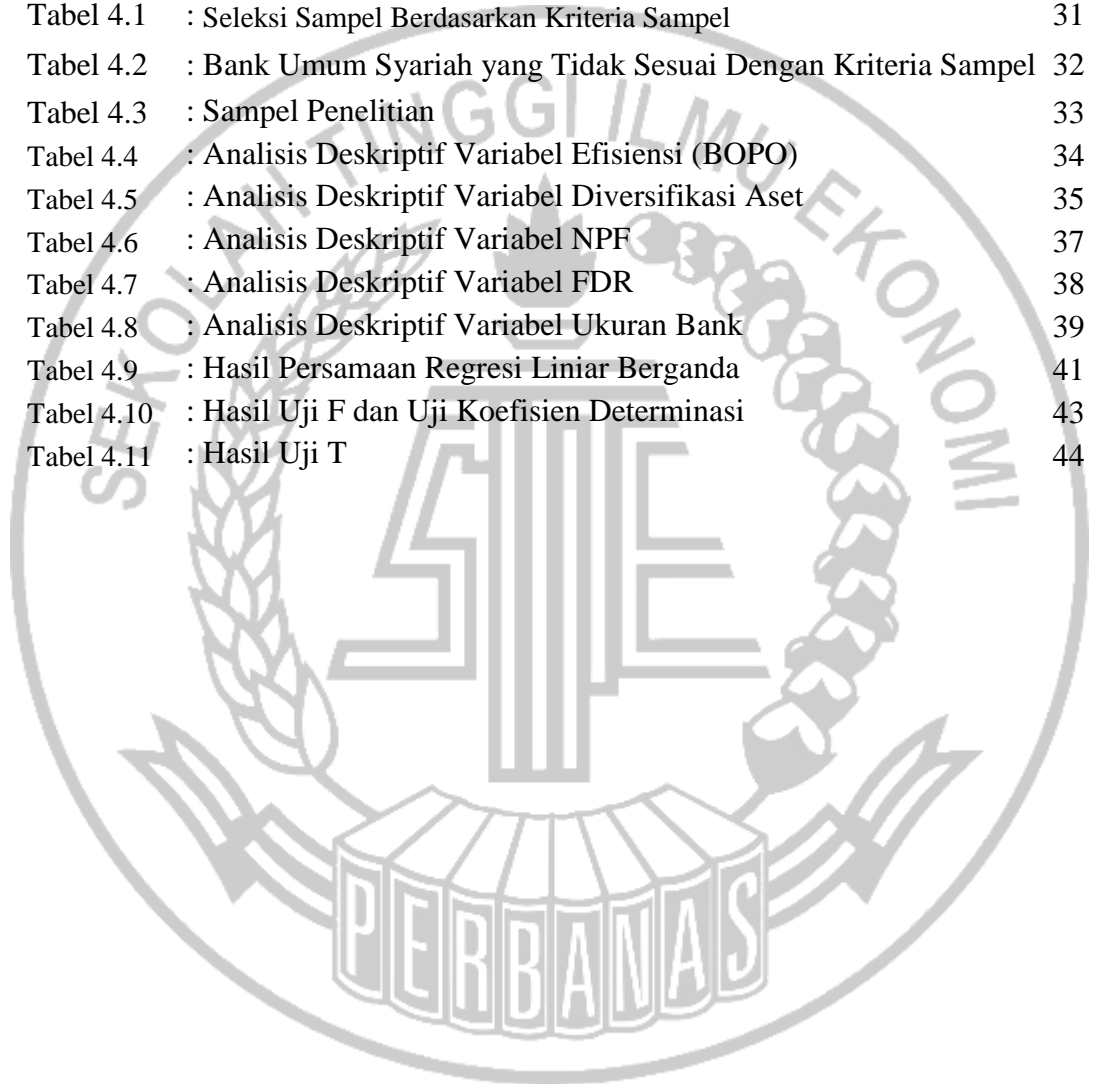 Tabel 4.1 : Seleksi Sampel Berdasarkan Kriteria Sampel 31
Tabel 4.2 : Bank Umum Syariah yang Tidak Sesuai Dengan Kriteria Sampel 32
Tabel 4.3 : Sampel Penelitian 33
Tabel 4.4 : Analisis Deskriptif Variabel Efisiensi (BOPO) 34
Tabel 4.5 : Analisis Deskriptif Variabel Diversifikasi Aset 35
Tabel 4.6 : Analisis Deskriptif Variabel NPF 37
Tabel 4.7 : Analisis Deskriptif Variabel FDR 38
Tabel 4.8 : Analisis Deskriptif Variabel Ukuran Bank 39
Tabel 4.9 : Hasil Persamaan Regresi Liniar Berganda 41
Tabel 4.10 : Hasil Uji F dan Uji Koefisien Determinasi 43
Tabel 4.11 : Hasil Uji T 44
SEKOLAH TINGGI ILMU EKONOMI
STIE
PERBANAS